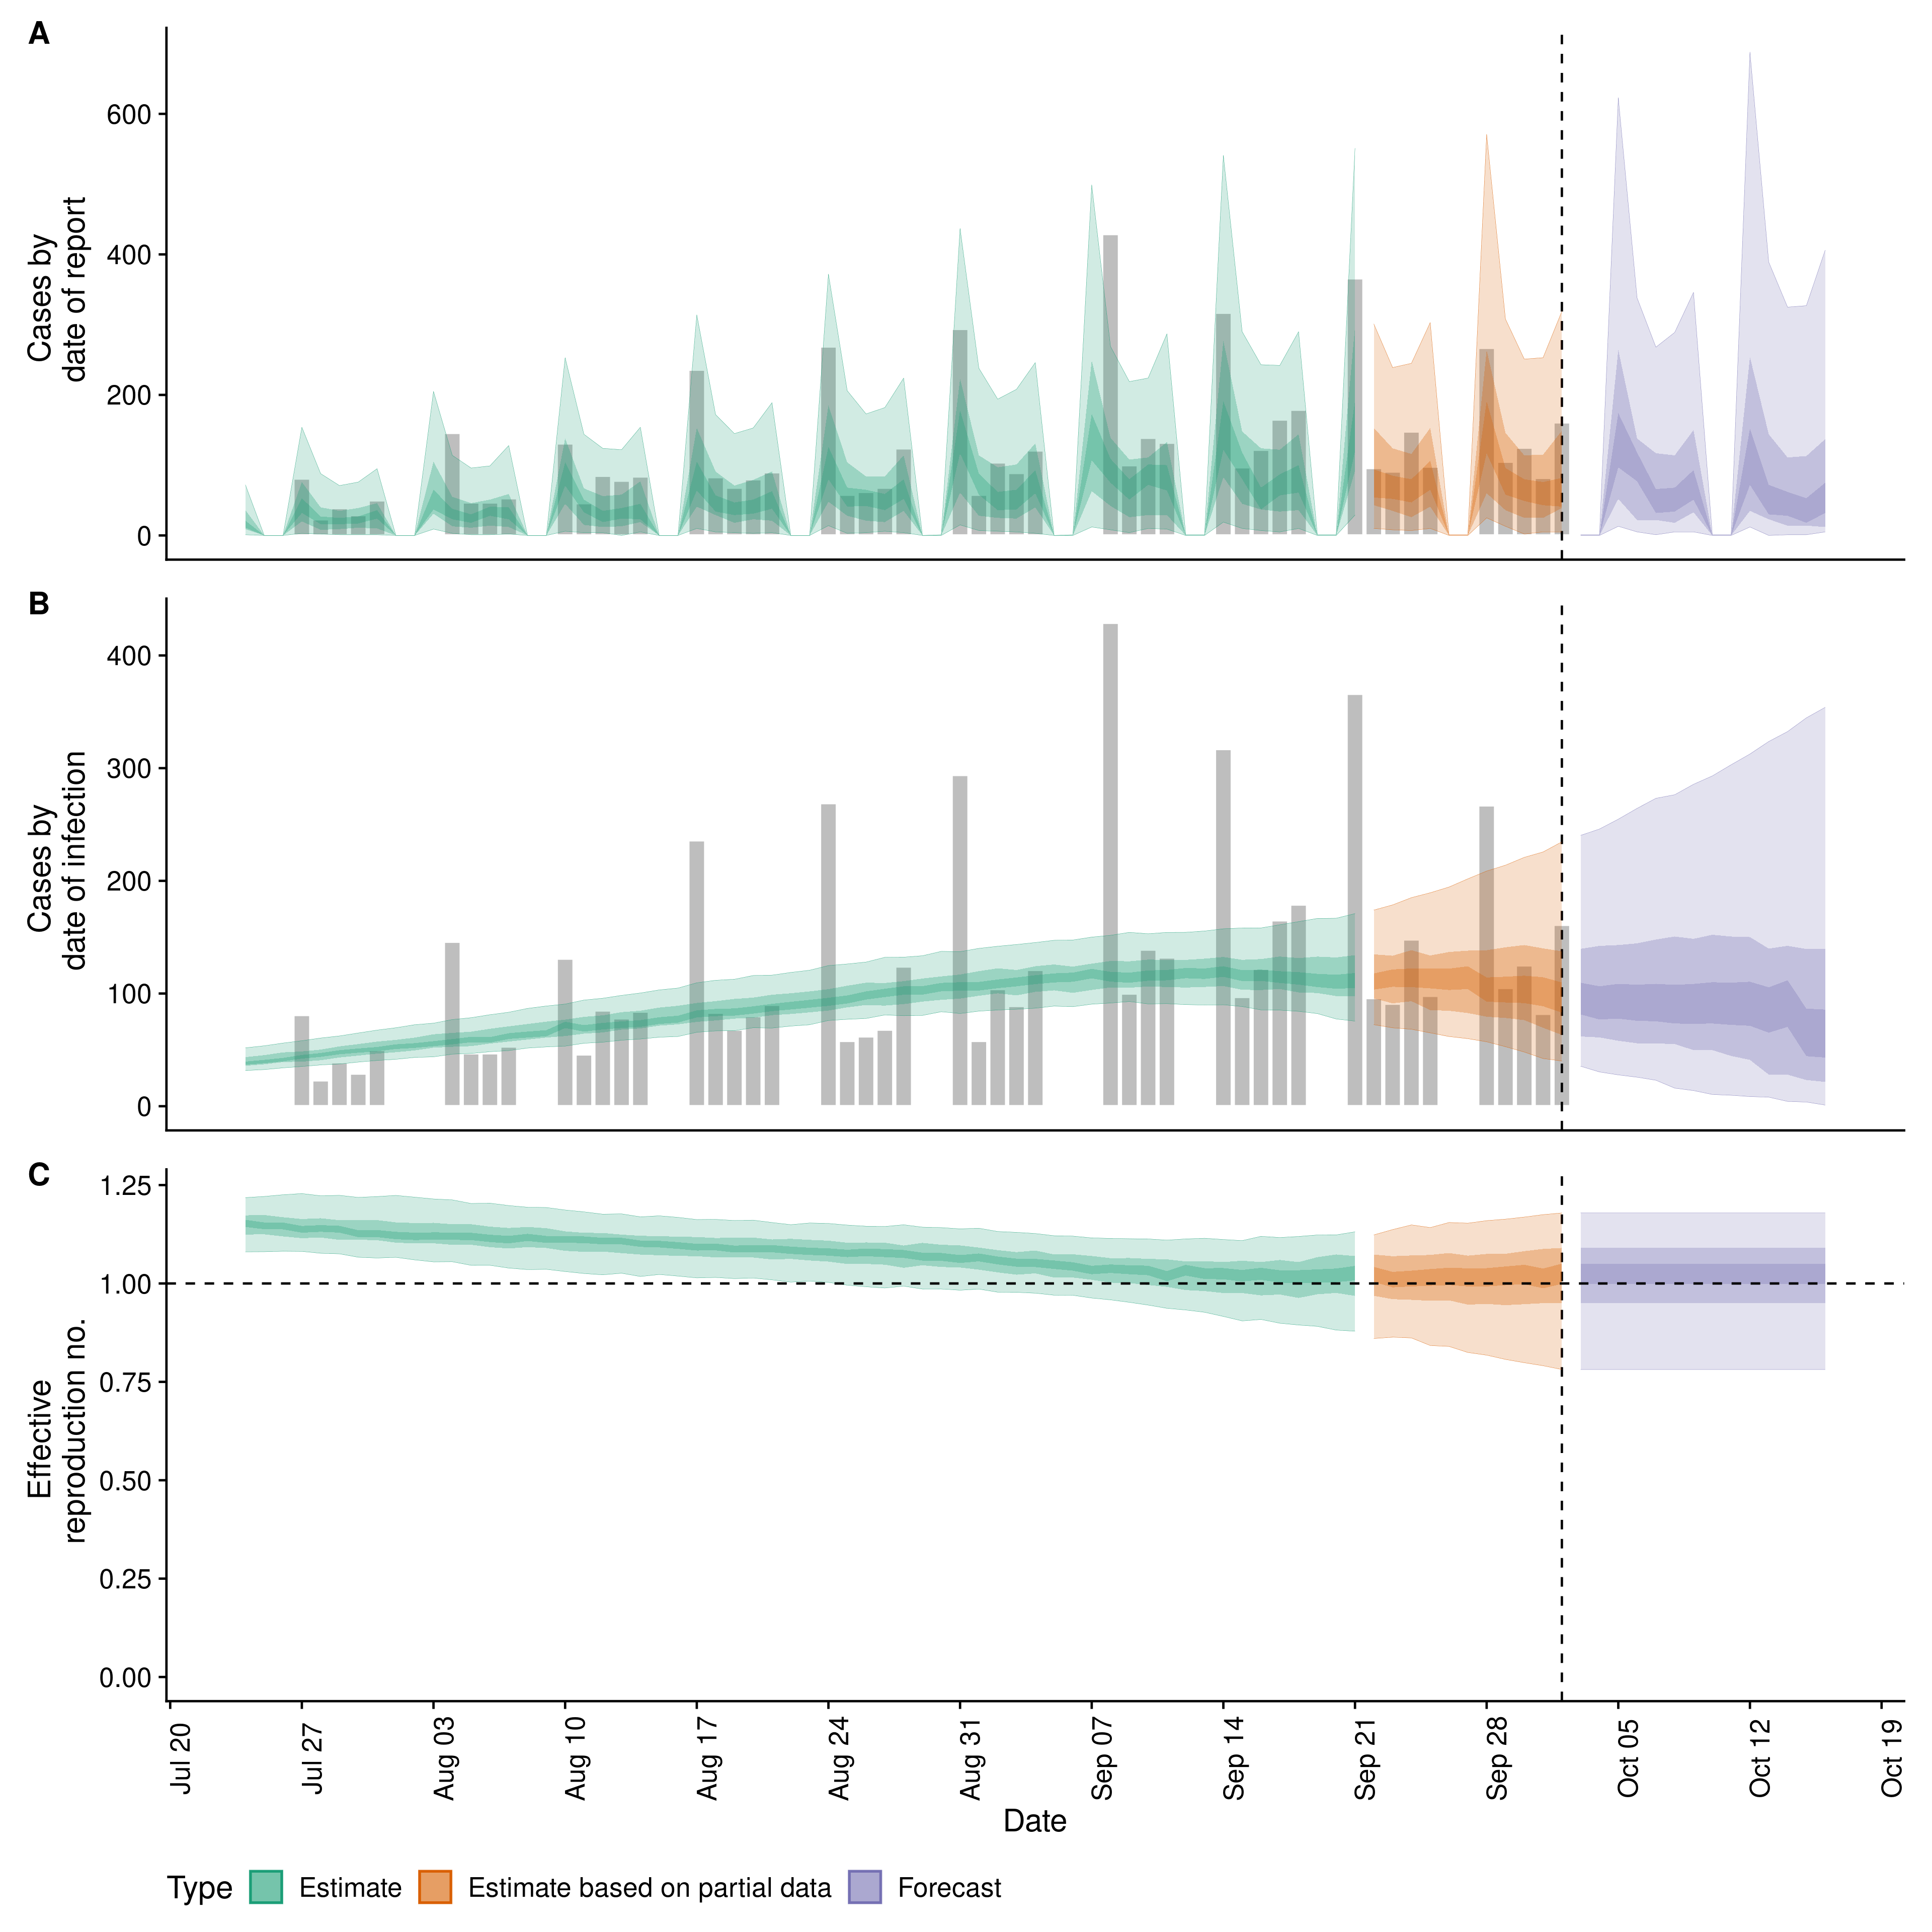 A
Cases by
date of report
600
400
200
0
B
Cases by
date of infection
400
300
200
100
0
C
Effective
reproduction no.
1.25
1.00
0.75
0.50
0.25
0.00
Jul 20
Jul 27
Aug 03
Aug 10
Aug 17
Aug 24
Aug 31
Sep 07
Sep 14
Sep 21
Sep 28
Oct 05
Oct 12
Oct 19
Date
Type Estimate Estimate based on partial data Forecast